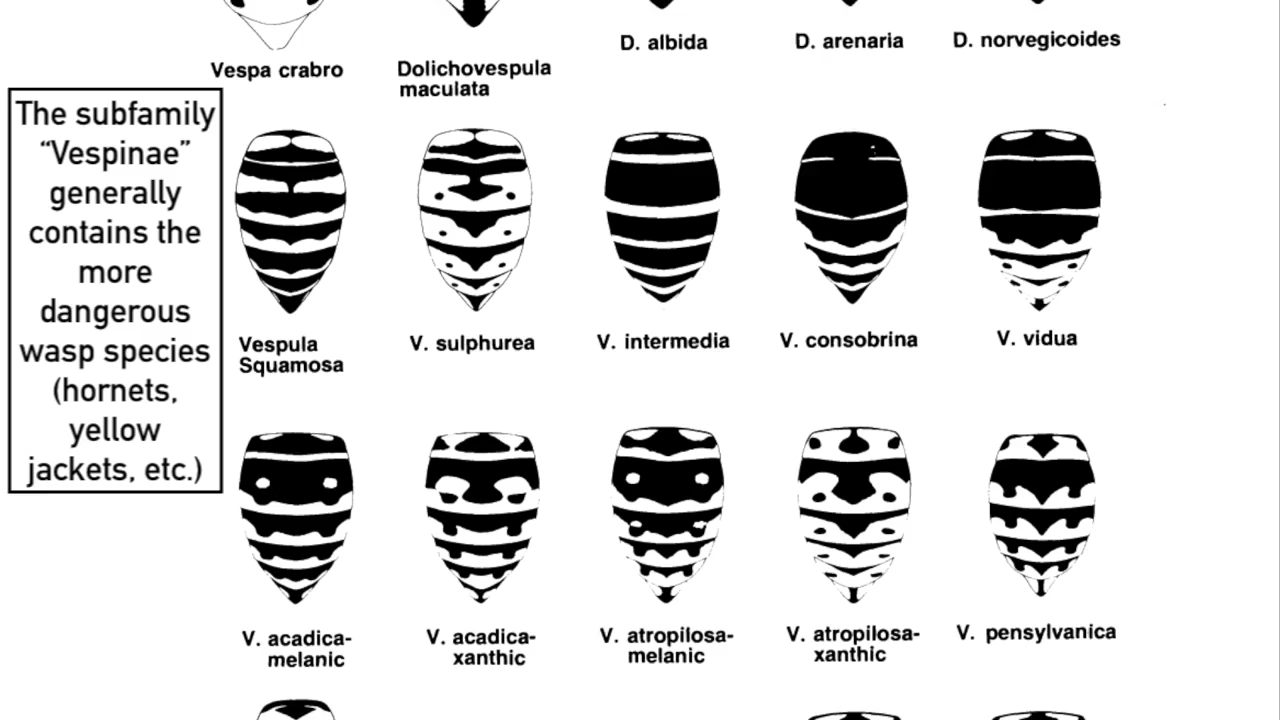 D. albida
D. arenaria
D. norvegicoides
Vespa crabro
Dolichovespula
maculata
The subfamily
“Vespinae”
generally
contains the
more
dangerous
wasp species
(hornets,
yellow
jackets, etc.)
Vespula
Squamosa
V. sulphurea
V. intermedia
V. consobrina
V. vidua
V. acadica-
melanic
V. acadica-
xanthic
V. atropilosa-
melanic
V. atropilosa-
xanthic
V. pensylvanica